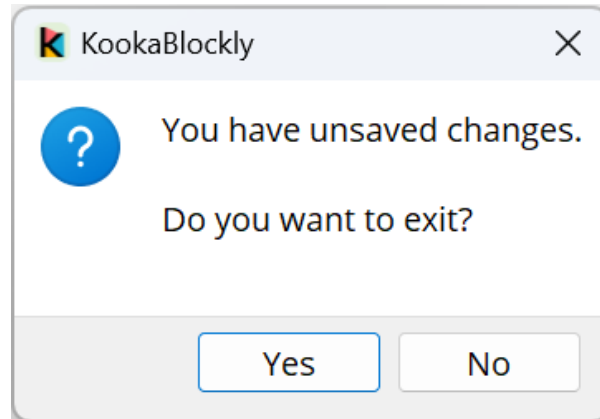 KookaBlockly
You have unsaved changes.
Do you want to exit?
Yes
No